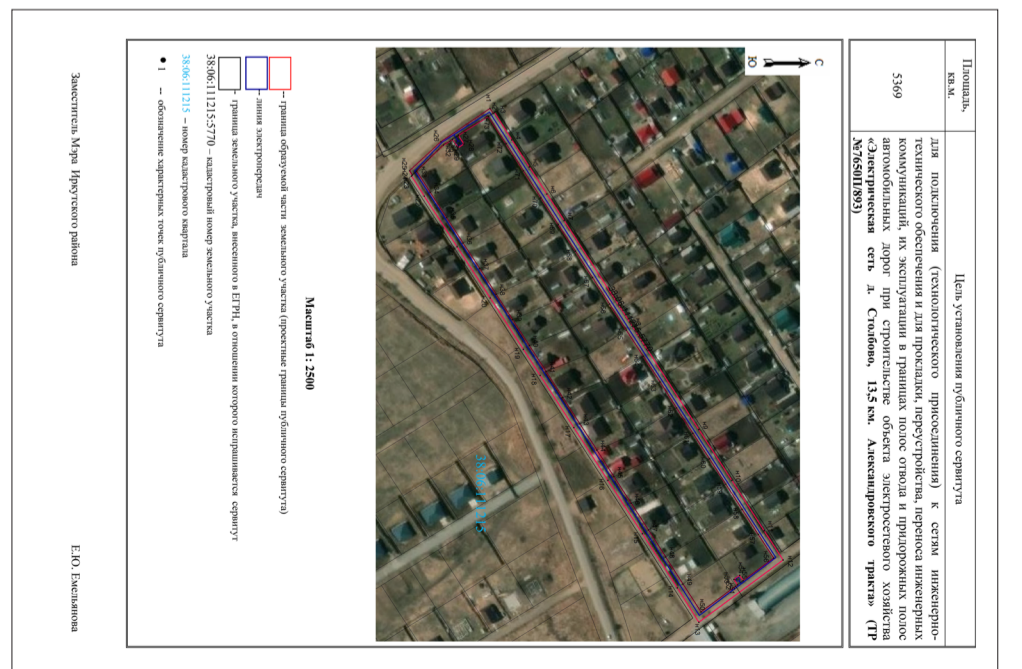 Площадь, кв.м.
Цель установления публичного сервитута
5369
для подключения (технологического присоединения) к сетям инженерно-
технического обеспечения и для прокладки, переустройства, переноса инженерных
коммуникаций, их эксплуатации в границах полос отвода и придорожных полос
автомобильных дорог при строительстве объекта электросетевого хозяйства
«Электрическая сеть д. Столбово, 13,5 км. Александровского тракта» (ТР
№7650П/893)
С
Ю
38:06:111215
Масштаб 1: 2500
-- граница образуемой части земельного участка (проектные границы публичного сервитута)
-- линия электропередач
-- граница земельного участка, внесенного в ЕГРН, в отношении которого испрашивается сервитут
38:06:111215:5770 – кадастровый номер земельного участка
38:06:111215 – номер кадастрового квартала
● 1 -- обозначение характерных точек публичного сервитута
Заместитель Мэра Иркутского района
Е.Ю. Емельянова